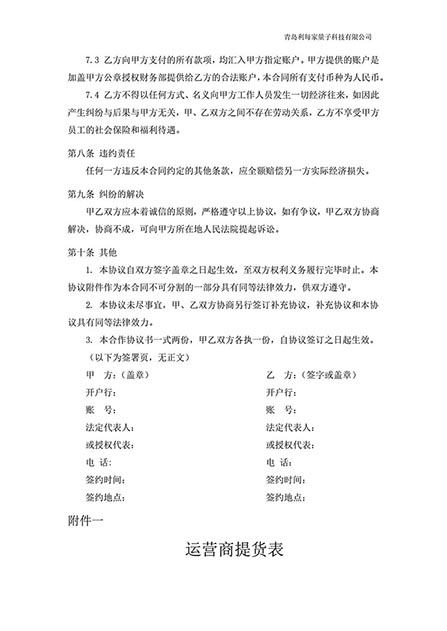 青岛利每家量子科技有限公司
7.3 乙方向甲方支付的所有款项，均汇入甲方指定账户。甲方提供的账户是
加盖甲方公章授权财务部提供给乙方的合法账户，本合同所有支付币种为人民币。
7.4 乙方不得以任何方式、名义向甲方工作人员发生一切经济往来，如因此
产生纠纷与后果与甲方无关，甲、乙双方之间不存在劳动关系，乙方不享受甲方
员工的社会保险和福利待遇。
第八条 违约责任
任何一方违反本合同约定的其他条款，应全额赔偿另一方实际经济损失。
第九条 纠纷的解决
甲乙双方应本着诚信的原则，严格遵守以上协议，如有争议，甲乙双方协商
解决，协商不成，可向甲方所在地人民法院提起诉讼。
第十条 其他
1. 本协议自双方签字盖章之日起生效，至双方权利义务履行完毕时止。本
协议附件作为本合同不可分割的一部分具有同等法律效力，供双方遵守。
2. 本协议未尽事宜，甲、乙双方协商另行签订补充协议，补充协议和本协
议具有同等法律效力。
3. 本合作协议书一式两份，甲乙双方各执一份，自协议签订之日起生效。
（以下为签署页，无正文）
甲 方：（盖章） 乙 方：（签字或盖章）
开户行： 开户行：
账 号： 账 号：
法定代表人： 法定代表人：
或授权代表： 或授权代表：
电 话： 电 话：
签约时间： 签约时间：
签约地点： 签约地点：
附件一
运营商提货表